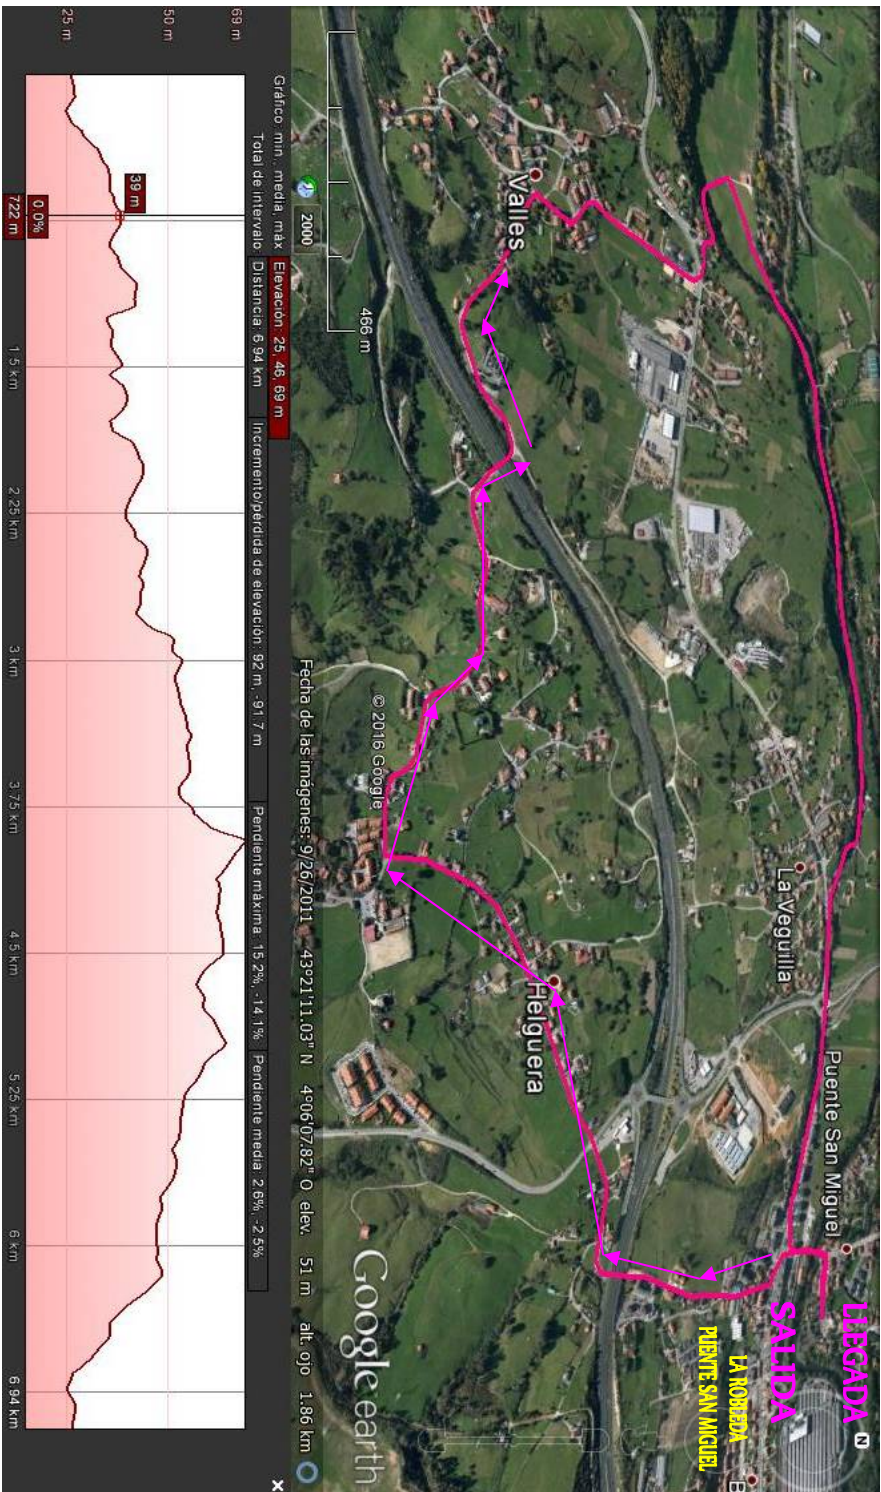 LLEGADA
SALIDA
LA ROBLEDA
PUENTE SAN MIGUEL
N
B
Puente San Miguel
La Veguilla
Helguera
Valles
© 2016 Google
Google earth
466 m
2000
Fecha de las imágenes: 9/26/2011 43°21'11.03" N 4°06'07.82" O elev. 51 m alt. ojo 1.86 km
Gráfico: min., media, máx. Elevación: 25, 46, 69 m
Total de intervalo Distancia: 6.94 km Incremento/pérdida de elevación: 92 m, -91.7 m Pendiente máxima: 15.2%, -14.1% Pendiente media: 2.6%, -2.5%
69 m
50 m
25 m
39 m
0.0%
722 m
1.5 km
2.25 km
3 km
3.75 km
4.5 km
5.25 km
6 km
6.94 km